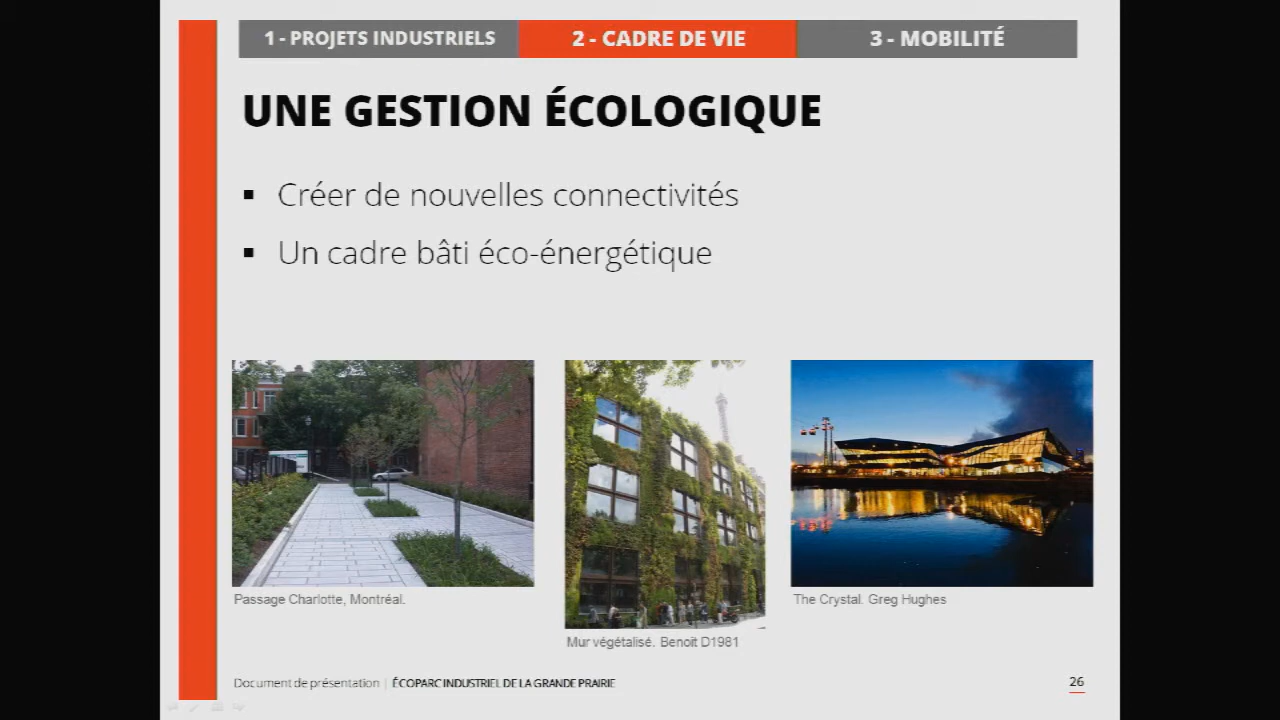 1 - PROJETS INDUSTRIELS
2 - CADRE DE VIE
3 - MOBILITÉ
UNE GESTION ÉCOLOGIQUE
▪ Créer de nouvelles connectivités
▪ Un cadre bâti éco-énergétique
Passage Charlotte, Montréal.
Mur végétalisé. Benoit D1981
The Crystal. Greg Hughes
Document de présentation | ÉCOPARC INDUSTRIEL DE LA GRANDE PRAIRIE
26